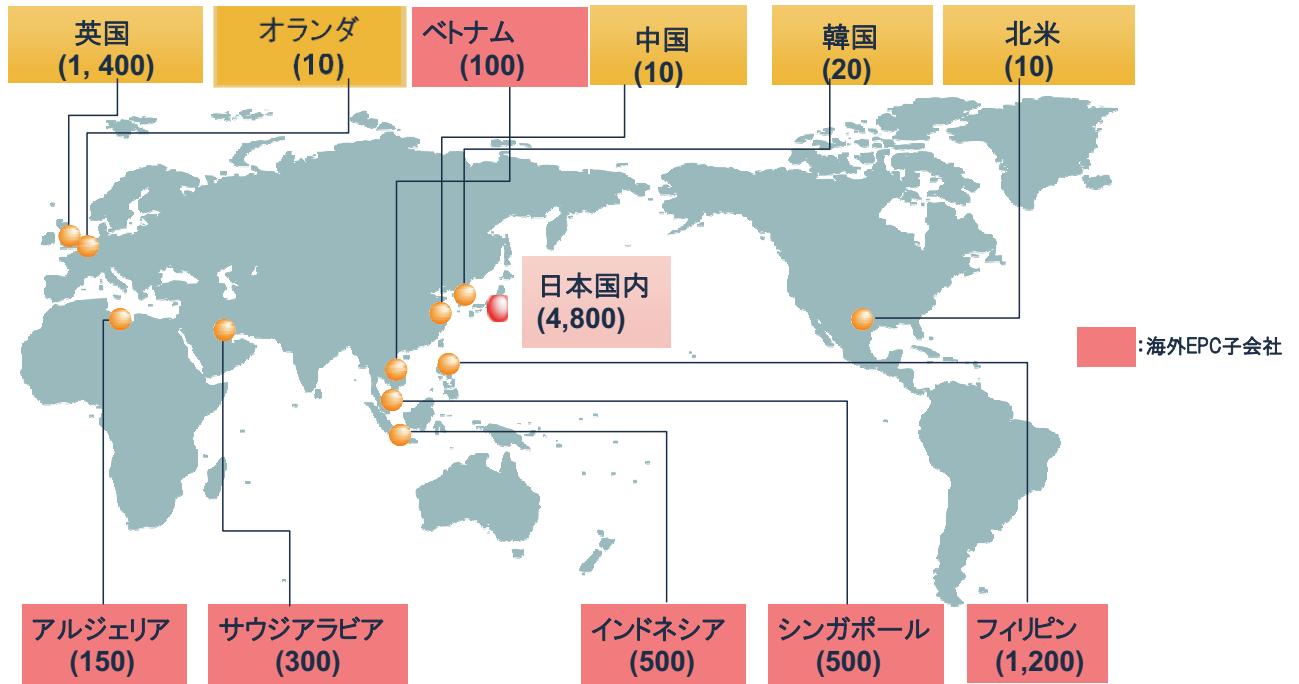 英国
(1, 400)
オランダ
(10)
ベトナム
(100)
中国
(10)
韓国
(20)
北米
(10)
日本国内
(4,800)
:海外EPC子会社
アルジェリア
(150)
サウジアラビア
(300)
インドネシア
(500)
シンガポール
(500)
フィリピン
(1,200)